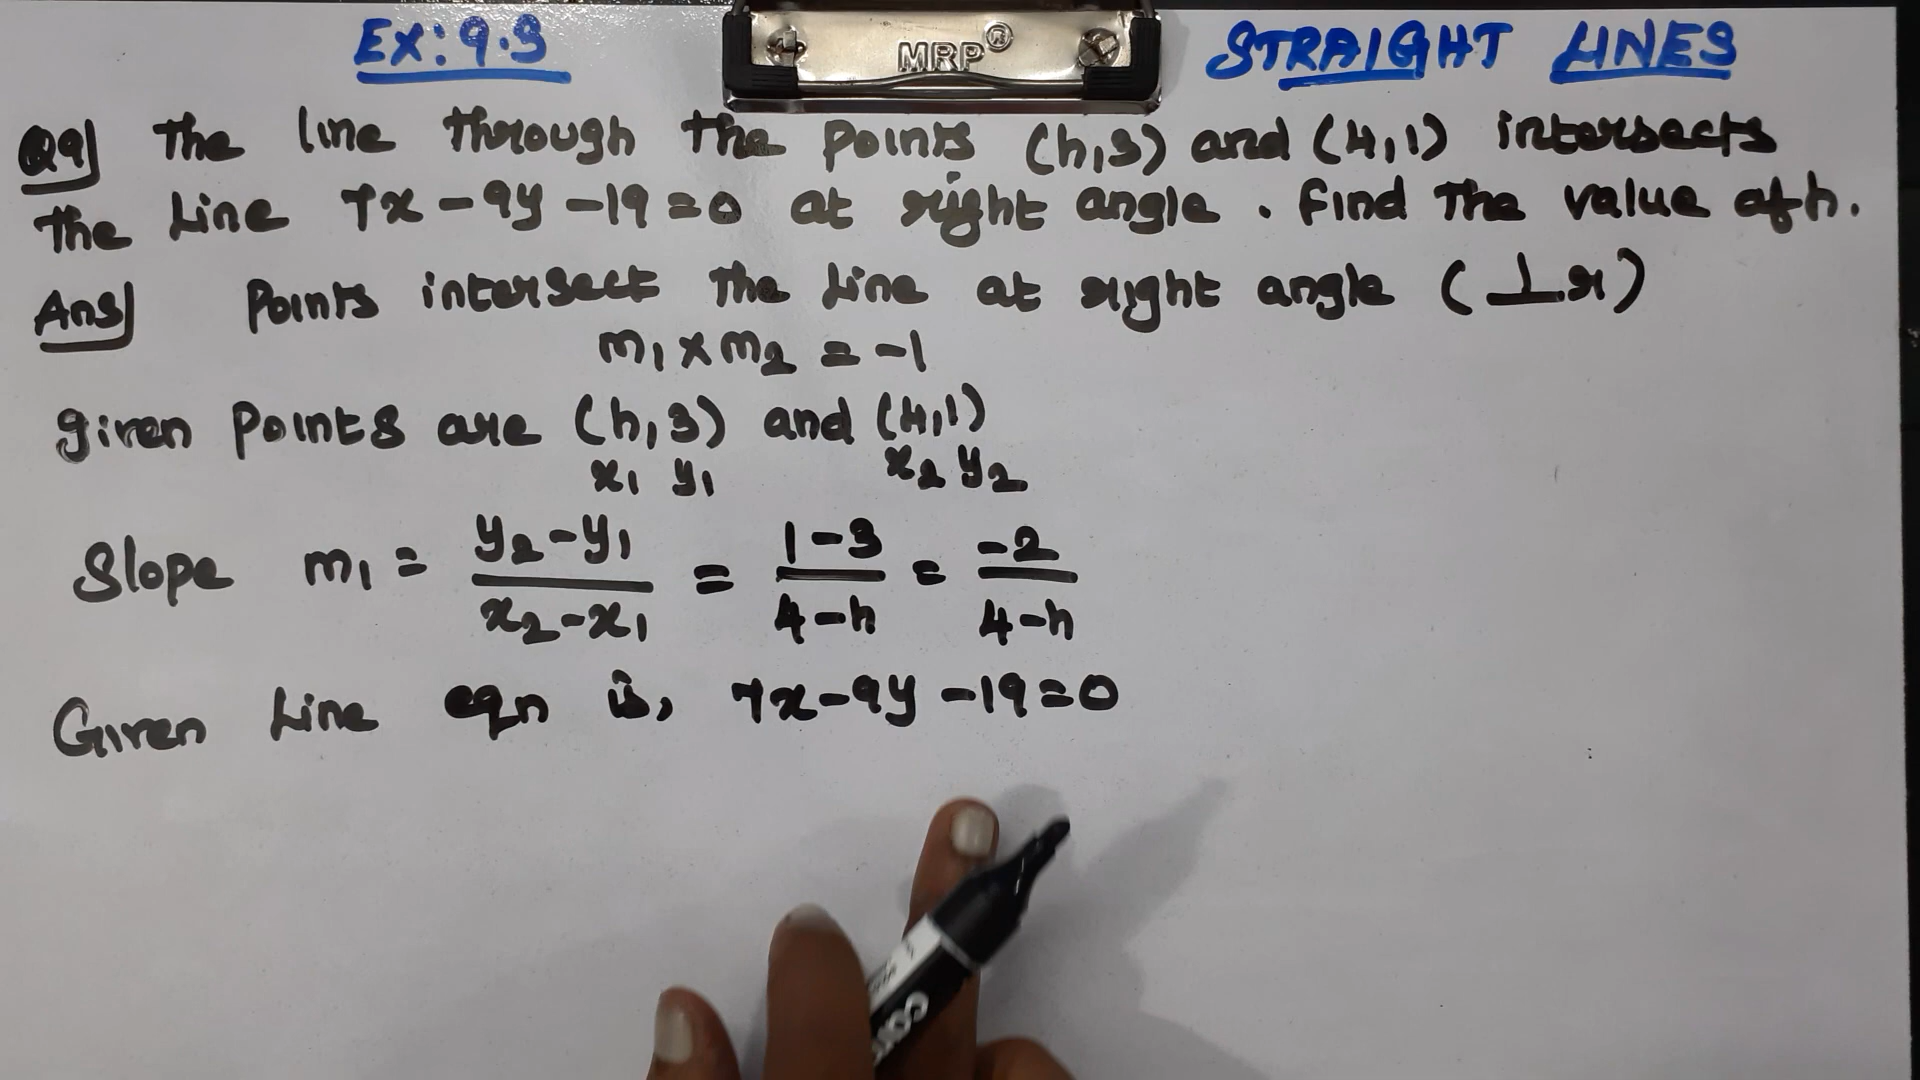 EX: 9.3
MRP®
STRAIGHT LINES
Q9) The line through the points (h,3) and (4,1) intersects
the line 7x - 9y - 19 = 0 at right angle. Find the value of h.
Ans) Points intersect the line at right angle (⊥r)
m₁ × m₂ = -1
given points are (h,3) and (4,1)
x₁ y₁ x₂ y₂
Slope m₁ = y₂-y₁ / x₂-x₁ = 1-3 / 4-h = -2 / 4-h
Given line eqn is, 7x - 9y - 19 = 0